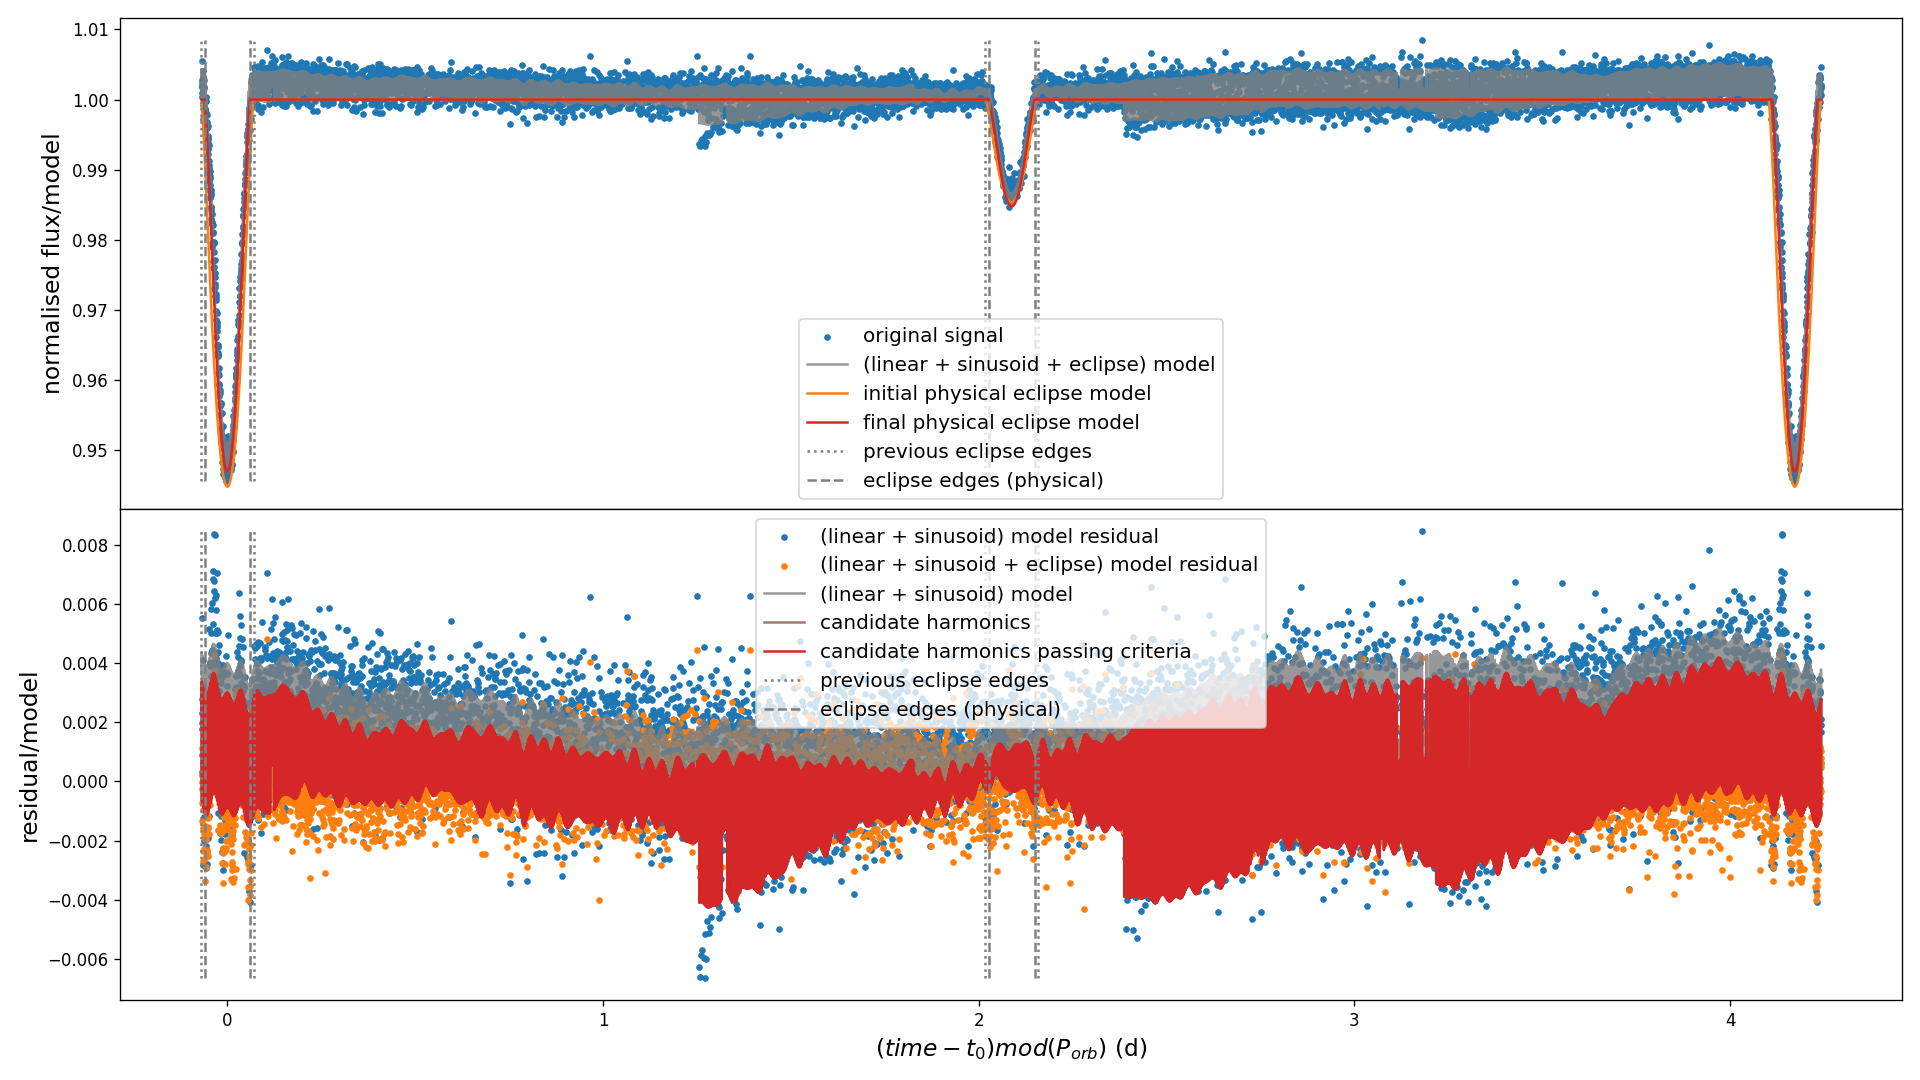 1.01
1.00
0.99
0.98
0.97
0.96
0.95
normalised flux/model
original signal
(linear + sinusoid + eclipse) model
initial physical eclipse model
final physical eclipse model
previous eclipse edges
eclipse edges (physical)
0.008
0.006
0.004
0.002
0.000
−0.002
−0.004
−0.006
residual/model
(linear + sinusoid) model residual
(linear + sinusoid + eclipse) model residual
(linear + sinusoid) model
candidate harmonics
candidate harmonics passing criteria
previous eclipse edges
eclipse edges (physical)
0 1 2 3 4
(time − t₀)mod(Pₒᵣb) (d)